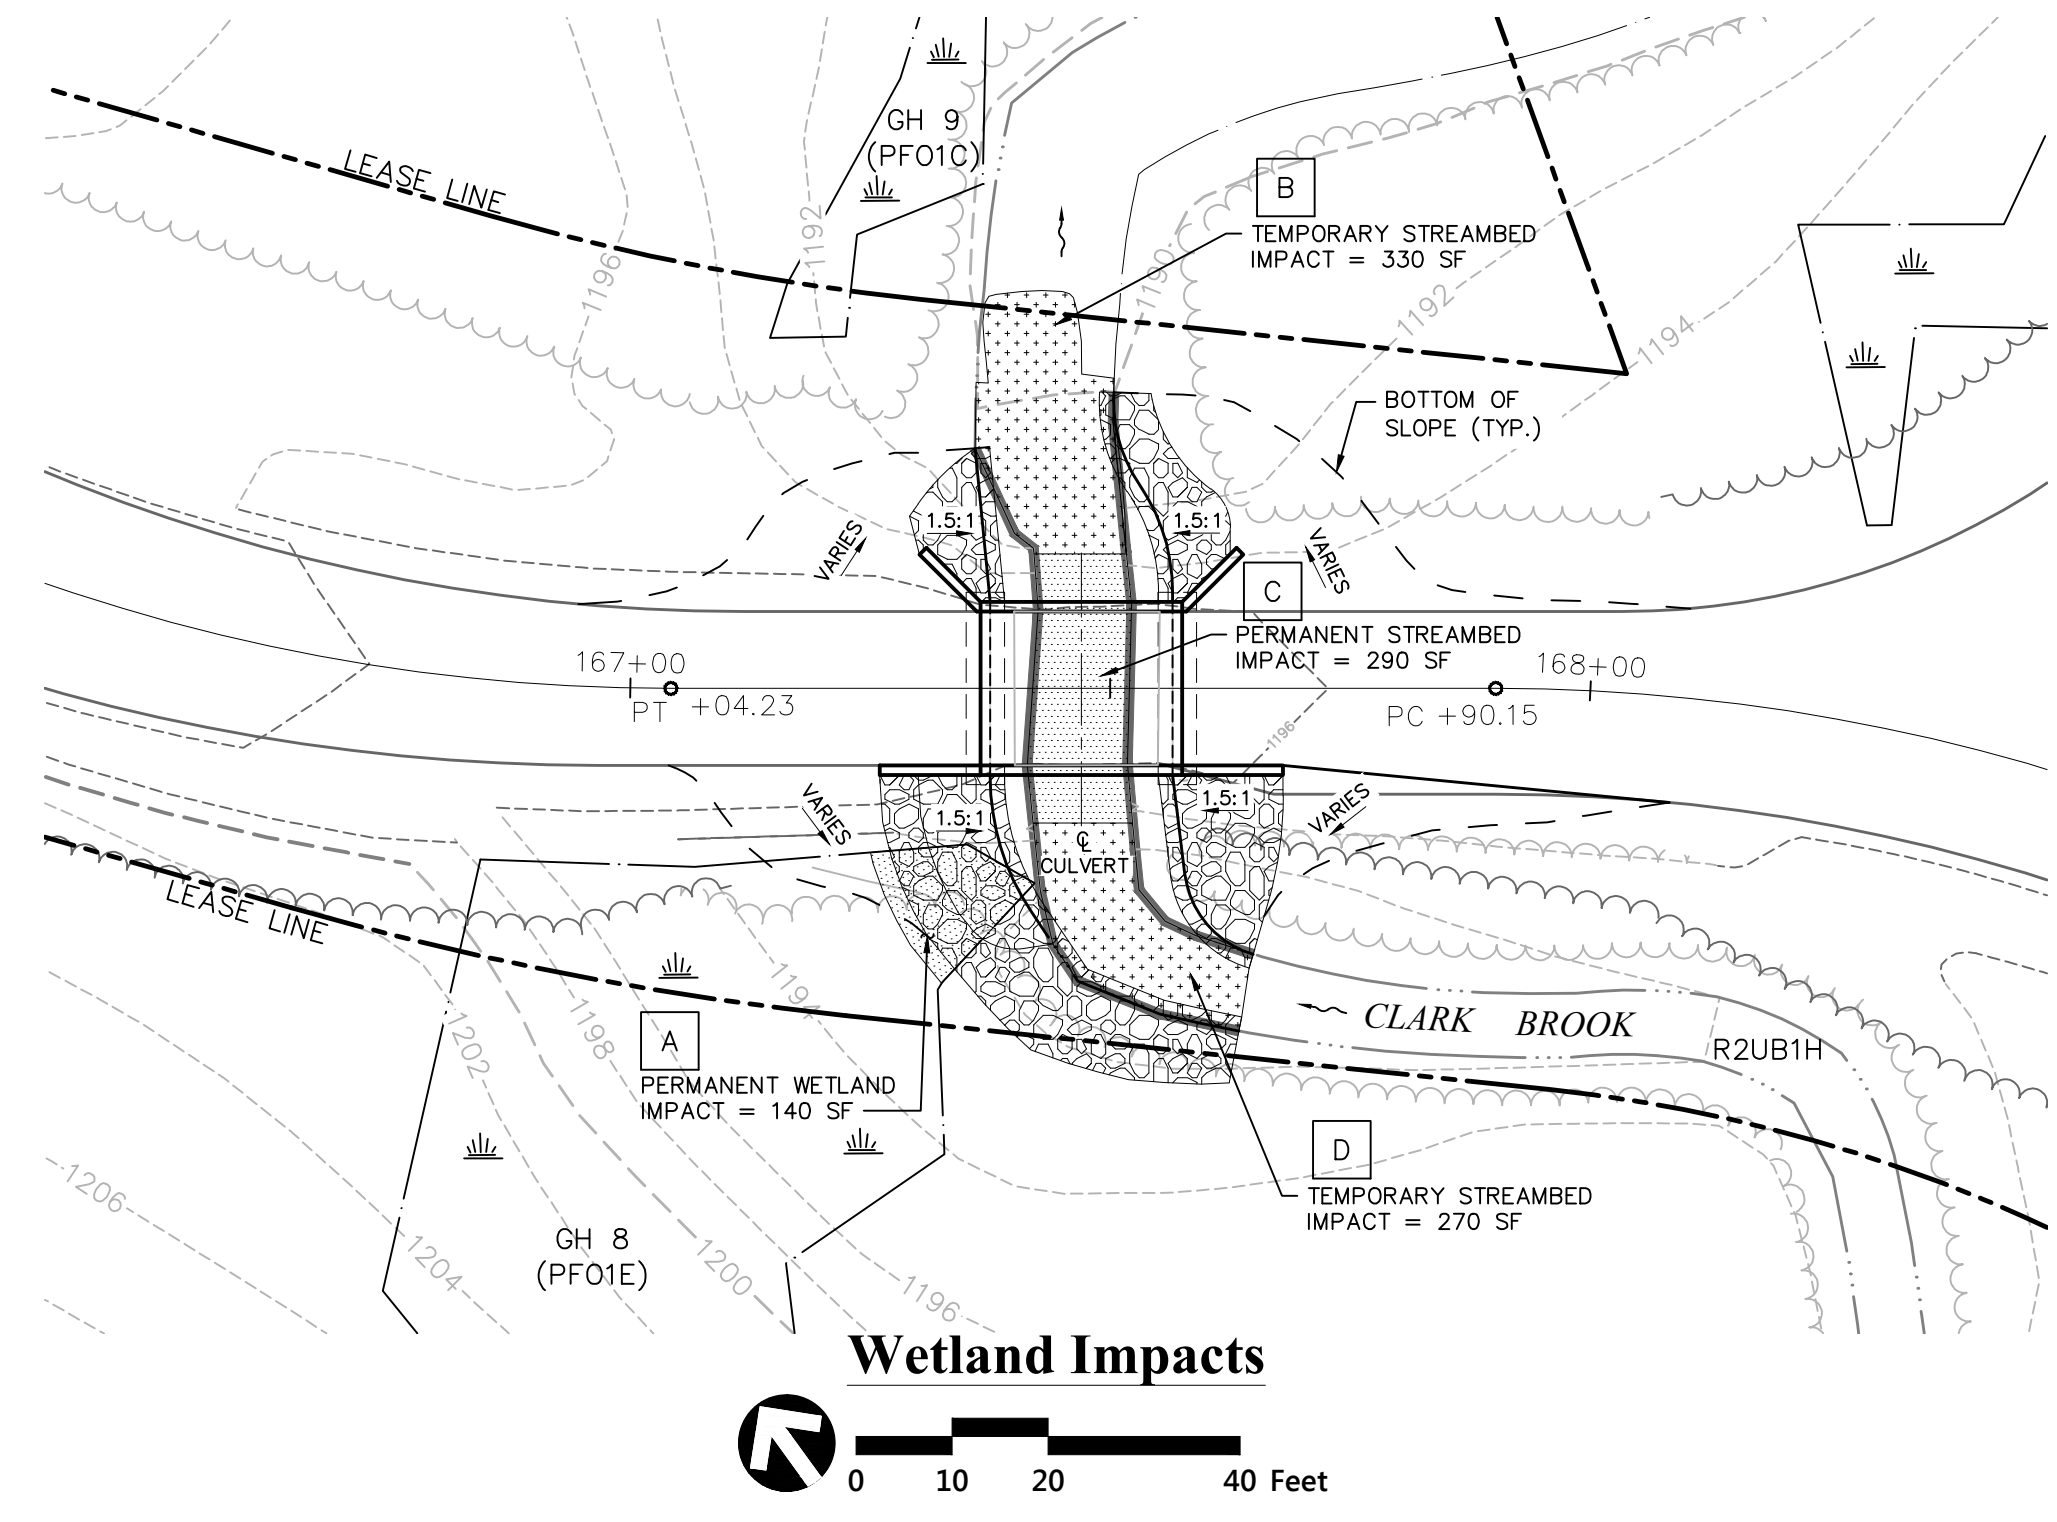 GH 9
(PFO1C)
LEASE LINE
B
TEMPORARY STREAMBED
IMPACT = 330 SF
1196
1192
1190
1192
1194
BOTTOM OF
SLOPE (TYP.)
1.5:1
1.5:1
VARIES
VARIES
C
PERMANENT STREAMBED
IMPACT = 290 SF
167+00
168+00
PT +04.23
PC +90.15
1196
VARIES
1.5:1
1.5:1
VARIES
℄
CULVERT
LEASE LINE
1194
1198
1202
CLARK BROOK
R2UB1H
A
PERMANENT WETLAND
IMPACT = 140 SF
D
TEMPORARY STREAMBED
IMPACT = 270 SF
1206
1204
1200
1196
GH 8
(PFO1E)
Wetland Impacts
0 10 20 40 Feet